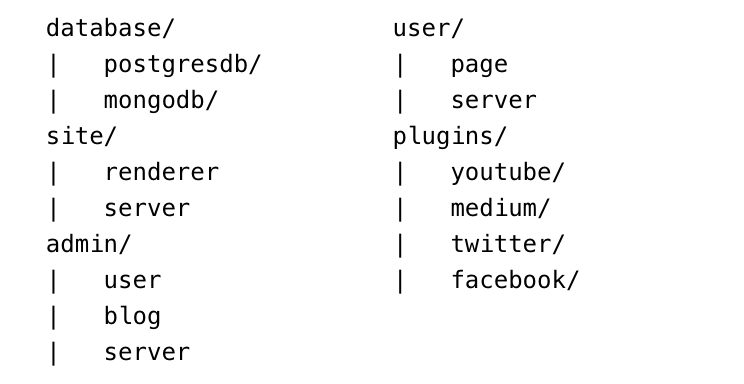 database/
|   postgresdb/
|   mongodb/
site/
|   renderer
|   server
admin/
|   user
|   blog
|   server
user/
|   page
|   server
plugins/
|   youtube/
|   medium/
|   twitter/
|   facebook/